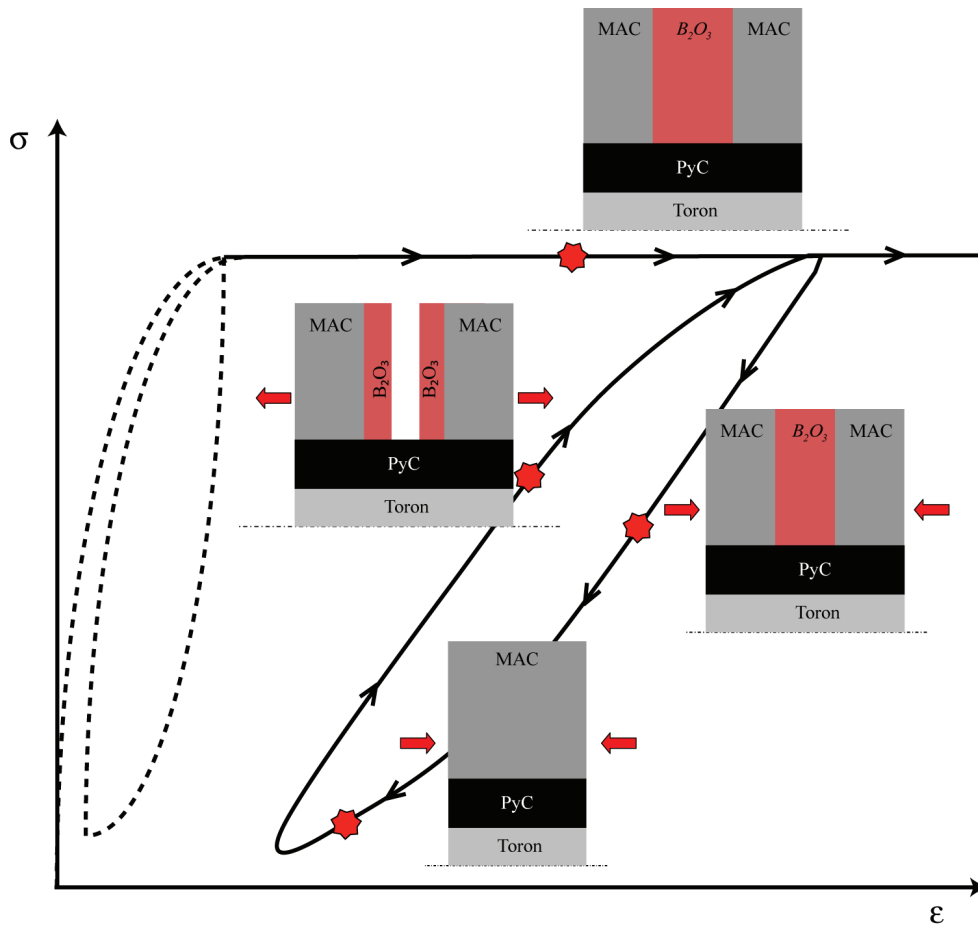 MAC B₂O₃ MAC
PyC
Toron
σ
MAC B₂O₃ B₂O₃ MAC
PyC
Toron
MAC B₂O₃ MAC
PyC
Toron
MAC
PyC
Toron
ε